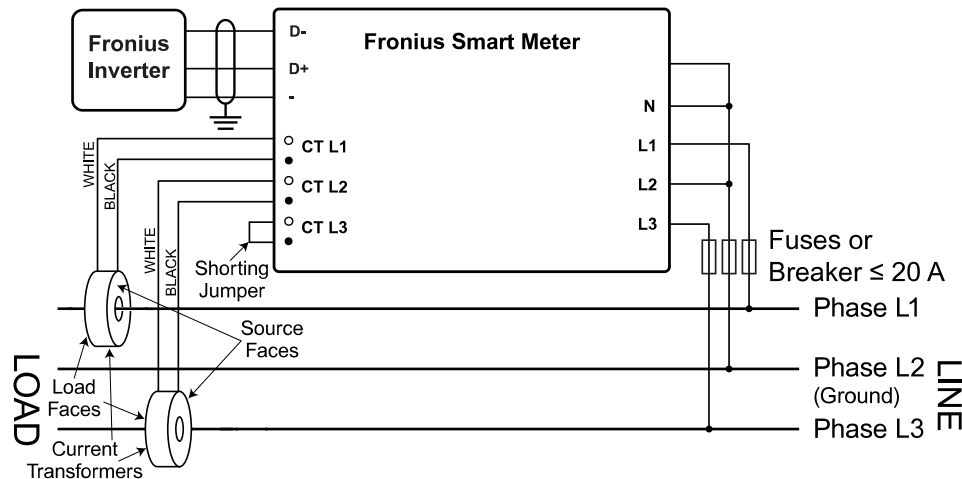 Fronius
Inverter
Fronius Smart Meter
D-
D+
-
N
CT L1
CT L2
CT L3
L1
L2
L3
WHITE
BLACK
WHITE
BLACK
Shorting
Jumper
Fuses or
Breaker ≤ 20 A
Source
Faces
Load
Faces
Current
Transformers
LOAD
LINE
Phase L1
Phase L2
(Ground)
Phase L3